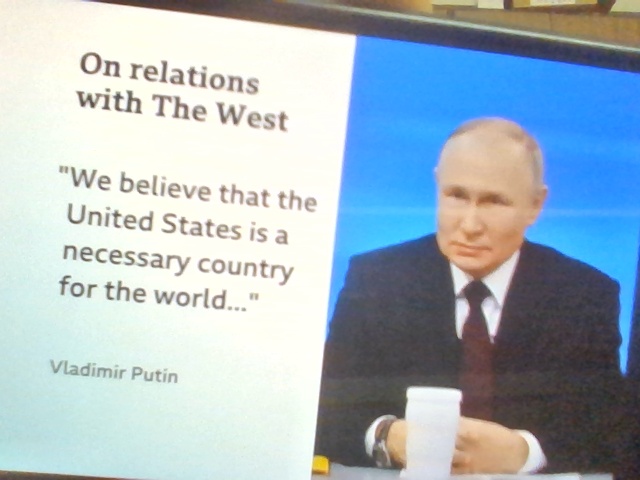 On relations
with The West
"We believe that the
United States is a
necessary country
for the world..."
Vladimir Putin